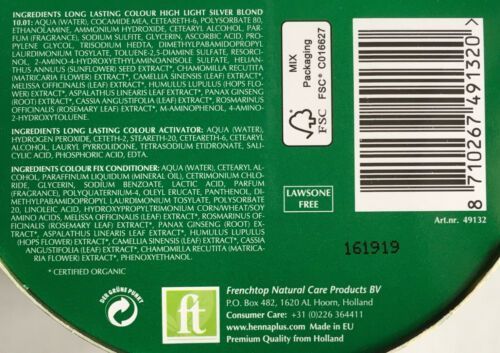 INGREDIENTS LONG LASTING COLOUR HIGH LIGHT SILVER BLOND
10.01: AQUA (WATER), COCAMIDE MEA, CETEARETH-6, POLYSORBATE 80,
ETHANOLAMINE, AMMONIUM HYDROXIDE, CETEARYL ALCOHOL, PAR-
FUM (FRAGRANCE), SODIUM SULFITE, GLYCERIN, ASCORBIC ACID, PRO-
PYLENE GLYCOL, TRISODIUM HEDTA, DIMETHYLPABAMIDOPROPYL
LAURDIMONIUM TOSYLATE, TOLUENE-2,5-DIAMINE SULFATE, RESORCI-
NOL, 2-AMINO-4-HYDROXYETHYLAMINOANISOLE SULFATE, HELIAN-
THUS ANNUUS (SUNFLOWER) SEED EXTRACT*, CHAMOMILLA RECUTITA
(MATRICARIA FLOWER) EXTRACT*, CAMELLIA SINENSIS (LEAF) EXTRACT*,
MELISSA OFFICINALIS (LEAF) EXTRACT*, HUMULUS LUPULUS (HOPS FLOW-
ER) EXTRACT*, ASPALATHUS LINEARIS LEAF EXTRACT*, PANAX GINSENG
(ROOT) EXTRACT*, CASSIA ANGUSTIFOLIA (LEAF) EXTRACT*, ROSMARINUS
OFFICINALIS (ROSEMARY LEAF) EXTRACT*, M-AMINOPHENOL, 4-AMINO-
2-HYDROXYTOLUENE.
INGREDIENTS LONG LASTING COLOUR ACTIVATOR: AQUA (WATER),
HYDROGEN PEROXIDE, CETETH-2, STEARETH-20, CETEARETH-6, CETEARYL
ALCOHOL, LAURYL PYRROLIDONE, TETRASODIUM ETIDRONATE, SALI-
CYLIC ACID, PHOSPHORIC ACID, EDTA.
INGREDIENTS COLOUR FIX CONDITIONER: AQUA (WATER), CETEARYL AL-
COHOL, PARAFFINUM LIQUIDUM (MINERAL OIL), CETRIMONIUM CHLO-
RIDE, GLYCERIN, SODIUM BENZOATE, LACTIC ACID, PARFUM
(FRAGRANCE), POLYQUATERNIUM-4, OLEYL ERUCATE, PANTHENOL, DI-
METHYLPABAMIDOPROPYL LAURDIMONIUM TOSYLATE, POLYSORBATE
20, LINOLEIC ACID, HYDROXYPROPYLTRIMONIUM CORN/WHEAT/SOY
AMINO ACIDS, MELISSA OFFICINALIS (LEAF) EXTRACT*, ROSMARINUS OF-
FICINALIS (ROSEMARY LEAF) EXTRACT*, PANAX GINSENG (ROOT) EX-
TRACT*, ASPALATHUS LINEARIS LEAF EXTRACT*, HUMULUS LUPULUS
(HOPS FLOWER) EXTRACT*, CAMELLIA SINENSIS (LEAF) EXTRACT*, CASSIA
ANGUSTIFOLIA (LEAF) EXTRACT*, CHAMOMILLA RECUTITA (MATRICA-
RIA FLOWER) EXTRACT*, PHENOXYETHANOL.
* CERTIFIED ORGANIC
MIX
Packaging
FSC® C016627
FSC
8 710267 491320 >
LAWSONE
FREE
Art.nr. 49132
161919
DER GRÜNE PUNKT
ft
Frenchtop Natural Care Products BV
P.O. Box 482, 1620 AL Hoorn, Holland
Consumer Care: +31 (0)226 364411
www.hennaplus.com Made in EU
Premium Quality from Holland